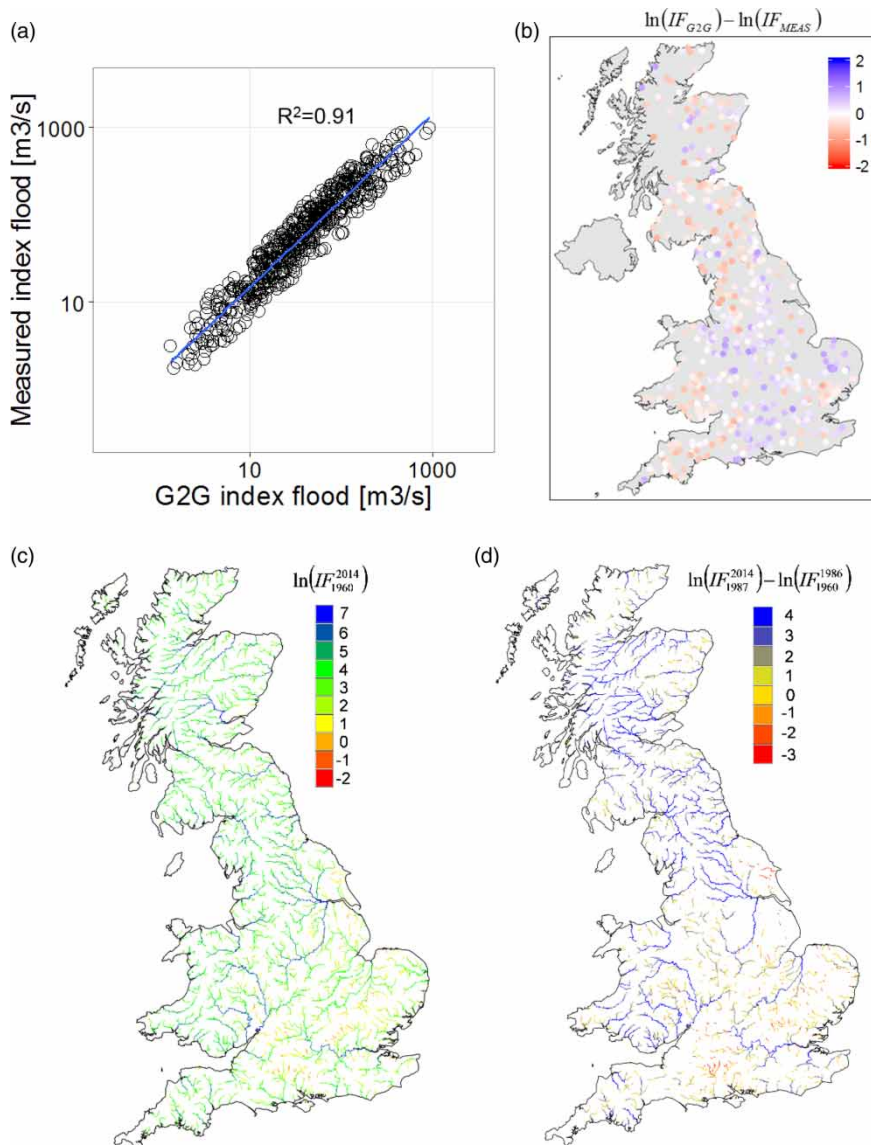 (a)
R²=0.91
Measured index flood [m3/s]
1000
10
10
1000
G2G index flood [m3/s]
(b)
ln(IF_G2G) − ln(IF_MEAS)
2
1
0
-1
-2
(c)
ln(IF_1960^2014)
7
6
5
4
3
2
1
0
-1
-2
(d)
ln(IF_1987^2014) − ln(IF_1960^1986)
4
3
2
1
0
-1
-2
-3